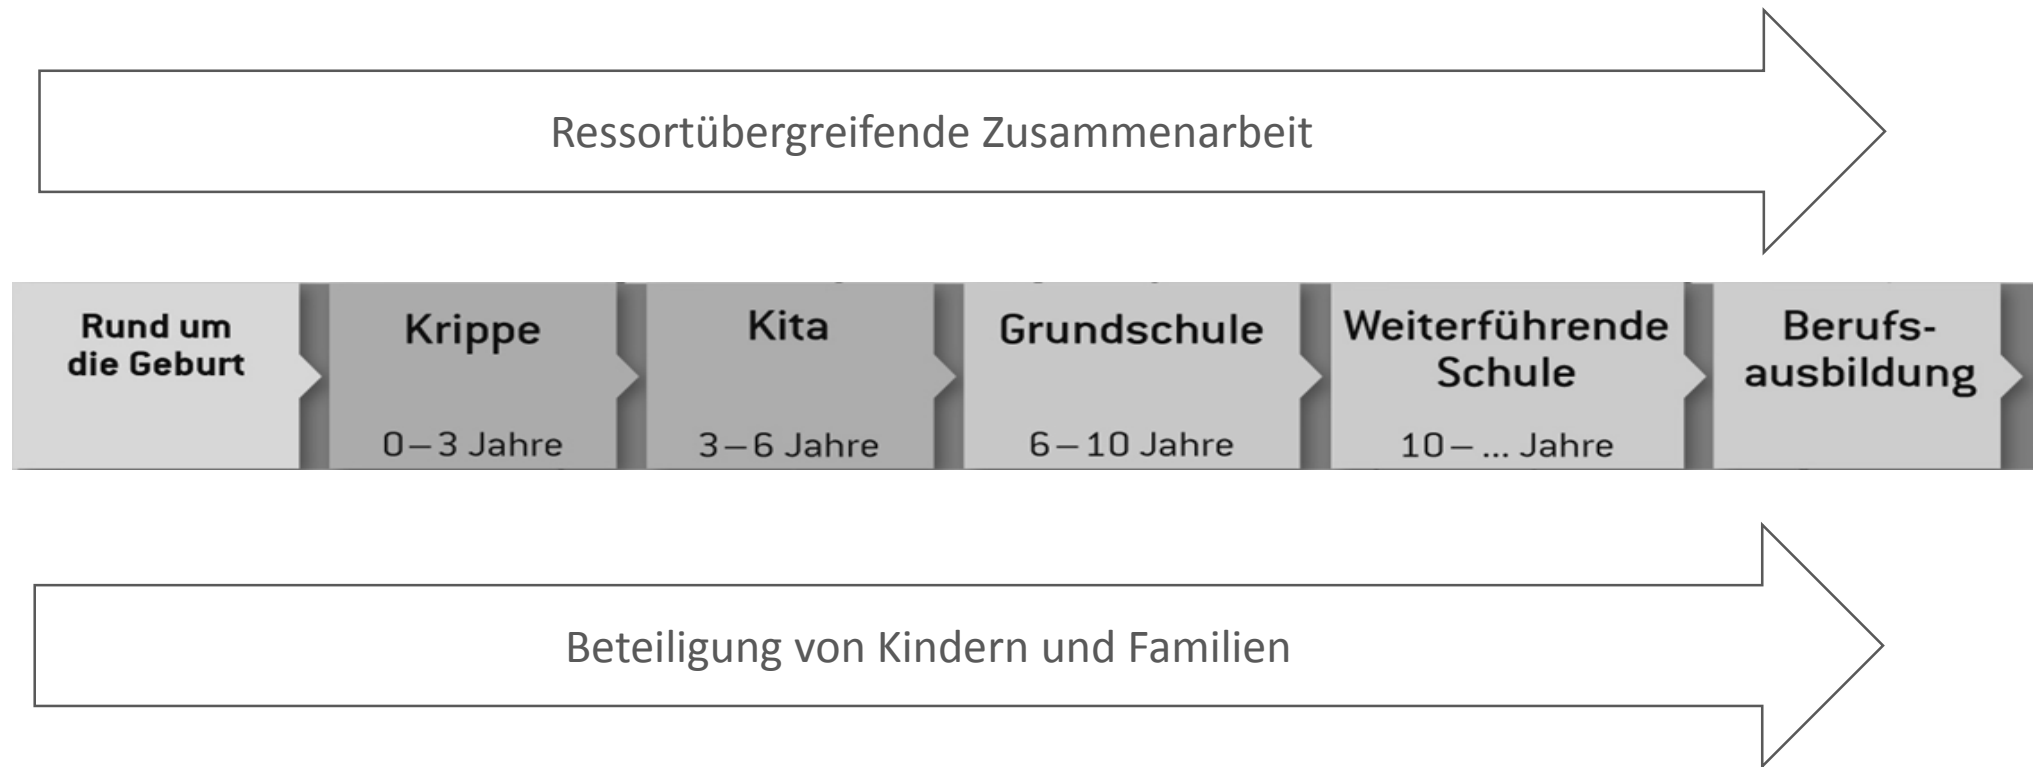 Ressortübergreifende Zusammenarbeit
Rund um
die Geburt
Krippe
0–3 Jahre
Kita
3–6 Jahre
Grundschule
6–10 Jahre
Weiterführende
Schule
10–... Jahre
Berufs-
ausbildung
Beteiligung von Kindern und Familien